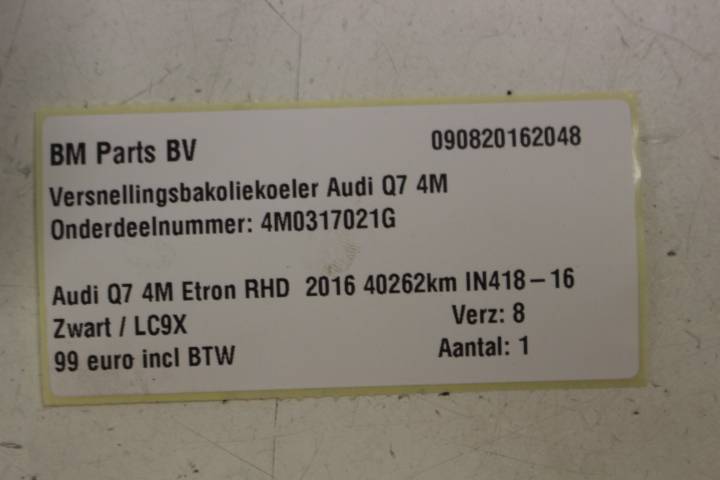 BM Parts BV 090820162048
Versnellingsbakoliekoeler Audi Q7 4M
Onderdeelnummer: 4M0317021G
Audi Q7 4M Etron RHD 2016 40262km IN418-16
Zwart / LC9X Verz: 8
99 euro incl BTW Aantal: 1